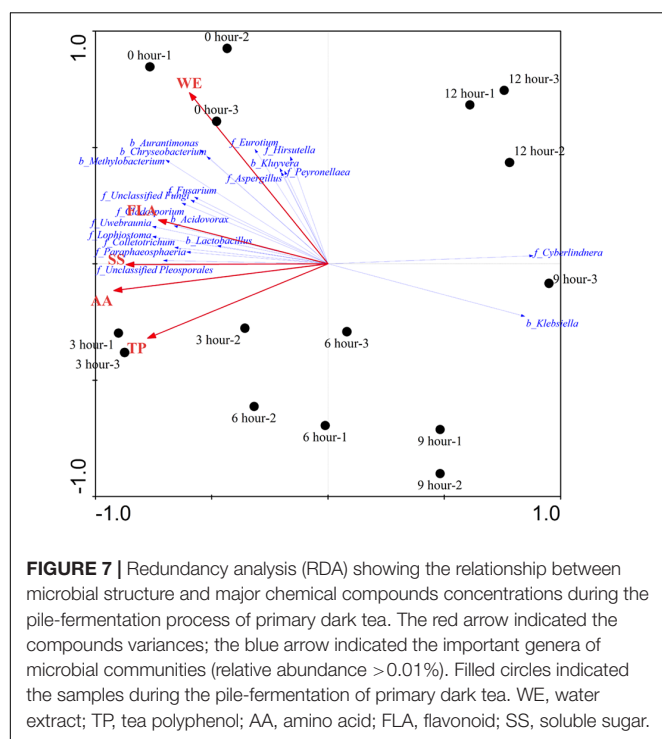 1.0
0 hour-2
0 hour-1
WE
12 hour-3
12 hour-1
0 hour-3
12 hour-2
f_Eurotium
b_Aurantimonas
f_Hirsutella
b_Chryseobacterium
b_Methylobacterium
b_Kluyvera
f_Peyronellaea
f_Aspergillus
f_Fusarium
f_Unclassified Fungi
f_Cladosporium
FLA
b_Acidovorax
f_Uwebraunia
f_Lophiostoma
f_Colletotrichum
b_Lactobacillus
f_Paraphaeosphaeria
f_Cyberlindnera
SS
f_Unclassified Pleosporales
9 hour-3
AA
b_Klebsiella
3 hour-1
TP
3 hour-2
6 hour-3
3 hour-3
6 hour-2
6 hour-1
9 hour-1
9 hour-2
-1.0
-1.0
1.0
FIGURE 7 | Redundancy analysis (RDA) showing the relationship between
microbial structure and major chemical compounds concentrations during the
pile-fermentation process of primary dark tea. The red arrow indicated the
compounds variances; the blue arrow indicated the important genera of
microbial communities (relative abundance >0.01%). Filled circles indicated
the samples during the pile-fermentation of primary dark tea. WE, water
extract; TP, tea polyphenol; AA, amino acid; FLA, flavonoid; SS, soluble sugar.